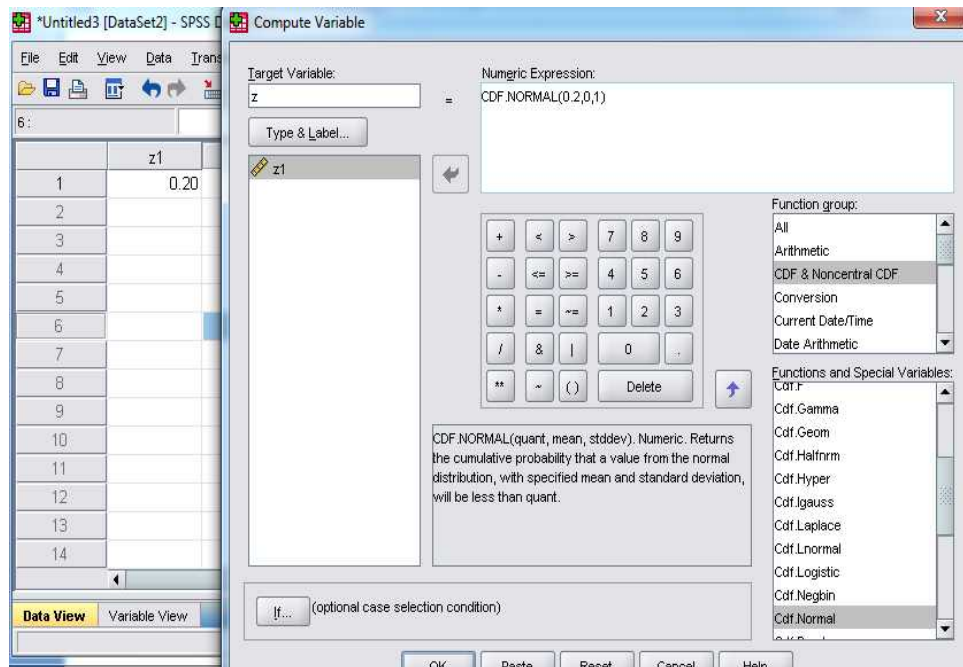 *Untitled3 [DataSet2] - SPSS D
File Edit View Data Trans
6 :
z1
1 0.20
2
3
4
5
6
7
8
9
10
11
12
13
14
Data View Variable View
Compute Variable
Target Variable:
z
=
Type & Label...
z1
Numeric Expression:
CDF.NORMAL(0.2,0,1)
+ < > 7 8 9
- <= >= 4 5 6
* = ~= 1 2 3
/ & | 0 .
** ~ ( ) Delete
CDF.NORMAL(quant, mean, stddev). Numeric. Returns
the cumulative probability that a value from the normal
distribution, with specified mean and standard deviation,
will be less than quant.
Function group:
All
Arithmetic
CDF & Noncentral CDF
Conversion
Current Date/Time
Date Arithmetic
Functions and Special Variables:
Cdf.F
Cdf.Gamma
Cdf.Geom
Cdf.Halfnrm
Cdf.Hyper
Cdf.Igauss
Cdf.Laplace
Cdf.Lnormal
Cdf.Logistic
Cdf.Negbin
Cdf.Normal
If... (optional case selection condition)
OK Paste Reset Cancel Help